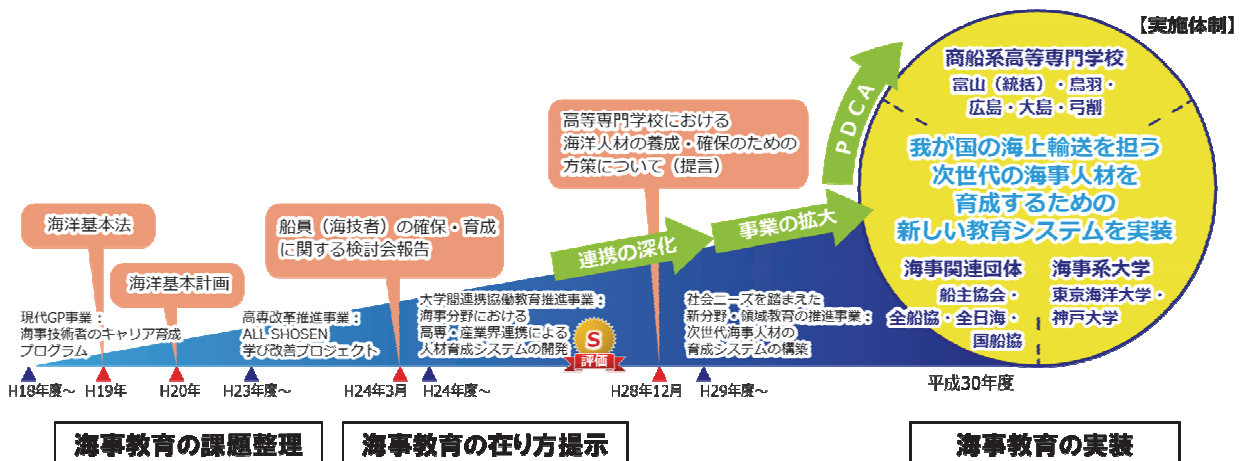 【実施体制】
商船系高等専門学校
富山（統括）・鳥羽・
広島・大島・弓削
PDCA
我が国の海上輸送を担う
次世代の海事人材を
育成するための
新しい教育システムを実装
海事関連団体
船主協会・
全船協・全日海・
国船協
海事系大学
東京海洋大学・
神戸大学
高等専門学校における
海洋人材の養成・確保のための
方策について（提言）
事業の拡大
連携の深化
船員（海技者）の確保・育成
に関する検討会報告
海洋基本法
海洋基本計画
現代GP事業：
海事技術者のキャリア育成
プログラム
高専改革推進事業：
ALL SHOSEN
学び改善プロジェクト
大学間連携協働教育推進事業：
海事分野における
高専・産業界連携による
人材育成システムの開発
S
評価
社会ニーズを踏まえた
新分野・領域教育の推進事業：
次世代海事人材の
育成システムの構築
H18年度～
H19年
H20年
H23年度～
H24年3月
H24年度～
H28年12月
H29年度～
平成30年度
海事教育の課題整理
海事教育の在り方提示
海事教育の実装